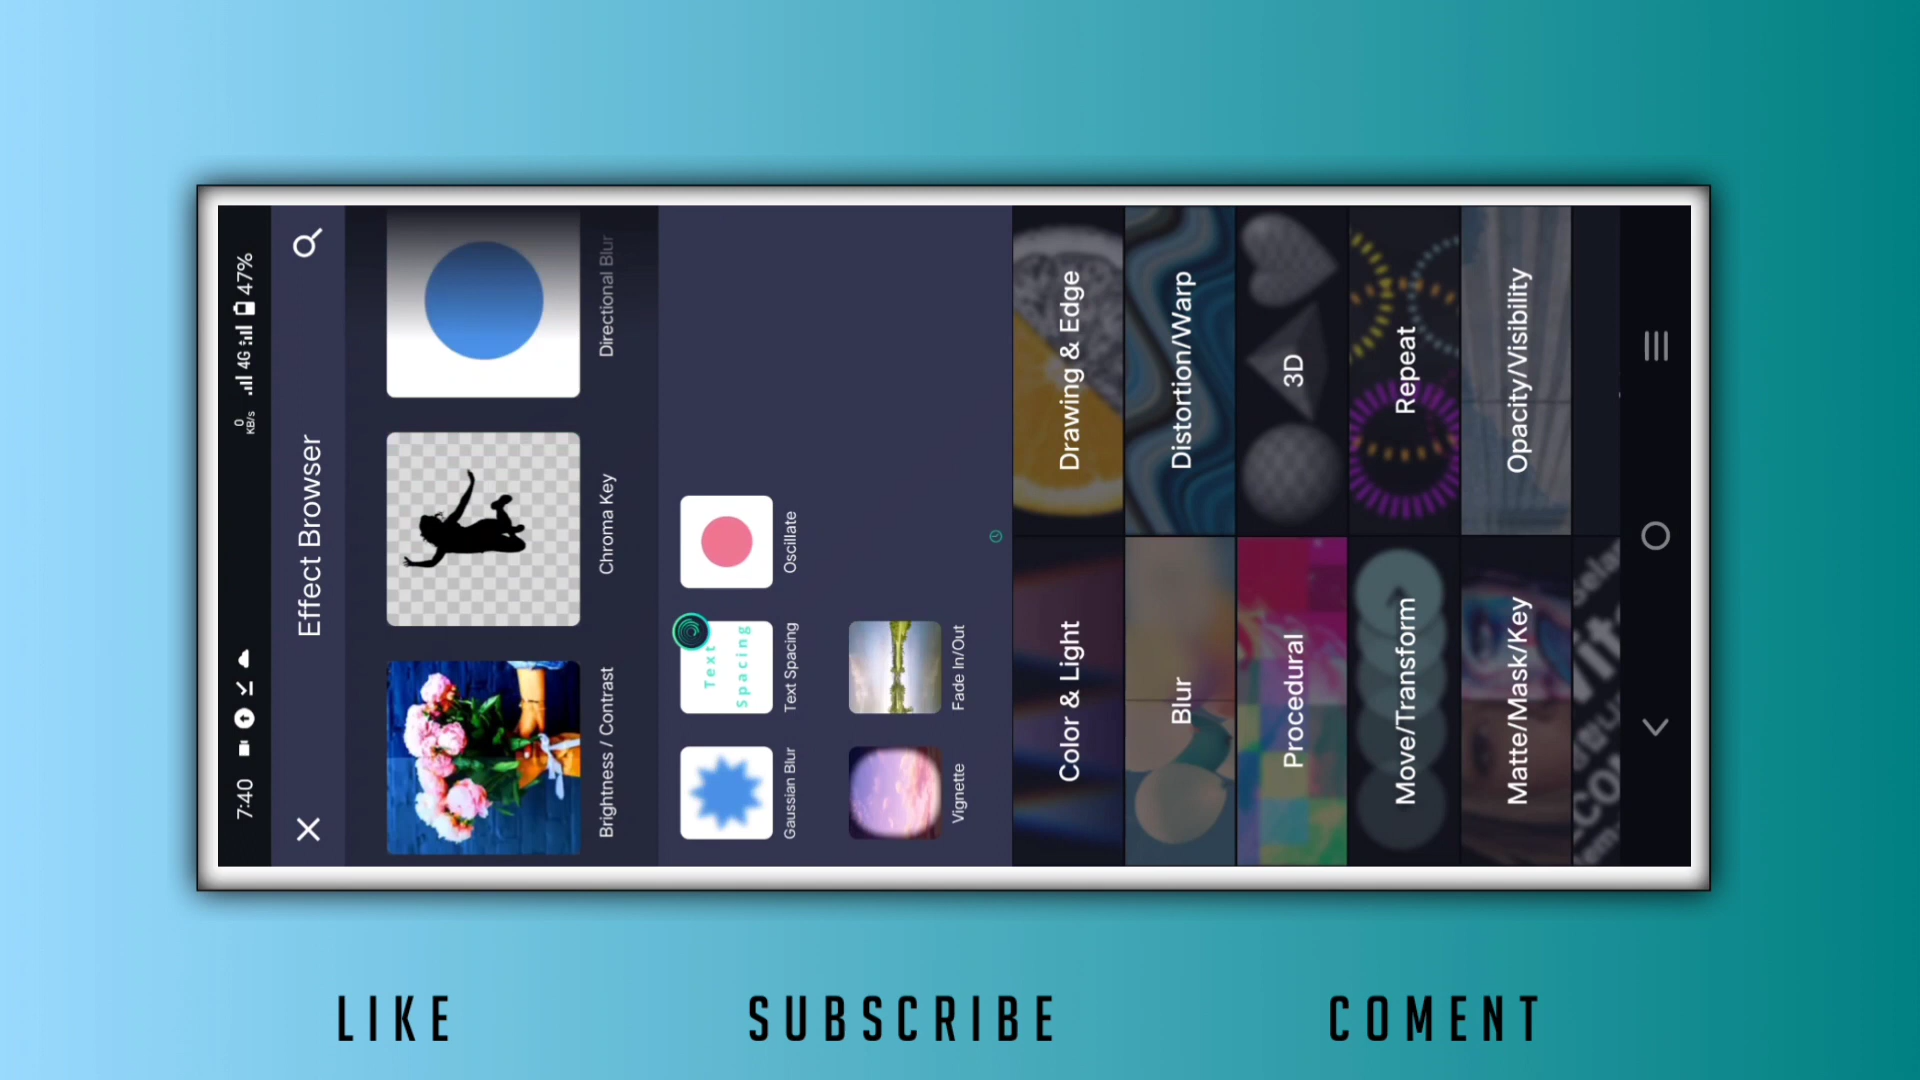 7:40
0
KB/s
4G
47%
Effect Browser
Brightness / Contrast
Chroma Key
Directional Blur
Text
Spacing
Gaussian Blur
Text Spacing
Oscillate
Vignette
Fade In/Out
Color & Light
Drawing & Edge
Blur
Distortion/Warp
Procedural
3D
Move/Transform
Repeat
Matte/Mask/Key
Opacity/Visibility
LIKE
SUBSCRIBE
COMENT